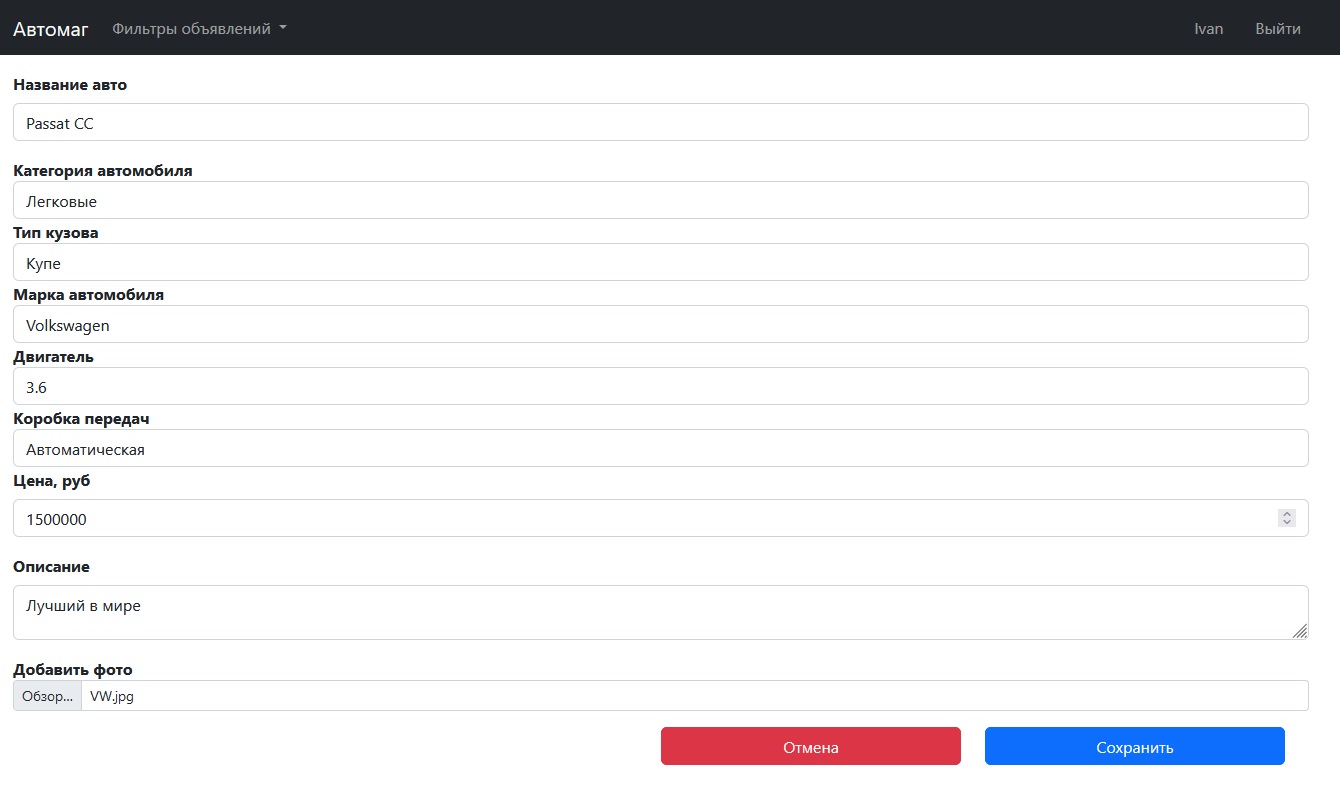 Автомаг Фильтры объявлений Ivan Выйти
Название авто
Passat CC
Категория автомобиля
Легковые
Тип кузова
Купе
Марка автомобиля
Volkswagen
Двигатель
3.6
Коробка передач
Автоматическая
Цена, руб
1500000
Описание
Лучший в мире
Добавить фото
Обзор... VW.jpg
Отмена Сохранить